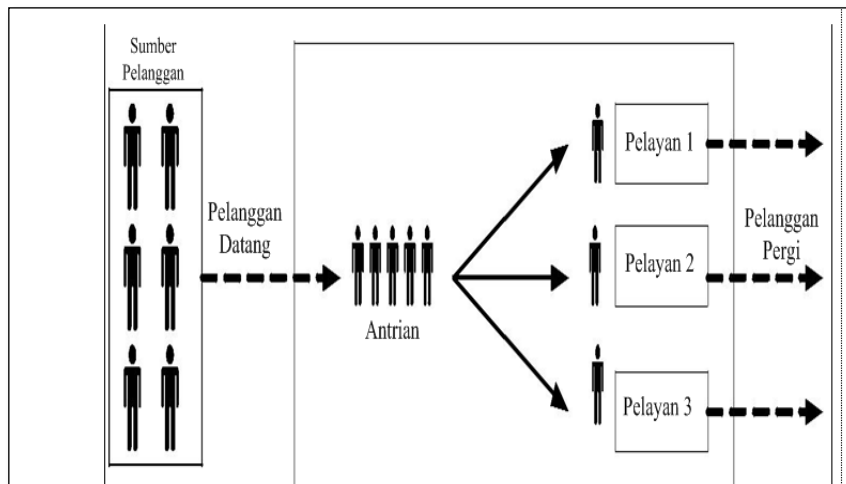 Sumber
Pelanggan
Pelanggan
Datang
Antrian
Pelayan 1
Pelayan 2
Pelayan 3
Pelanggan
Pergi